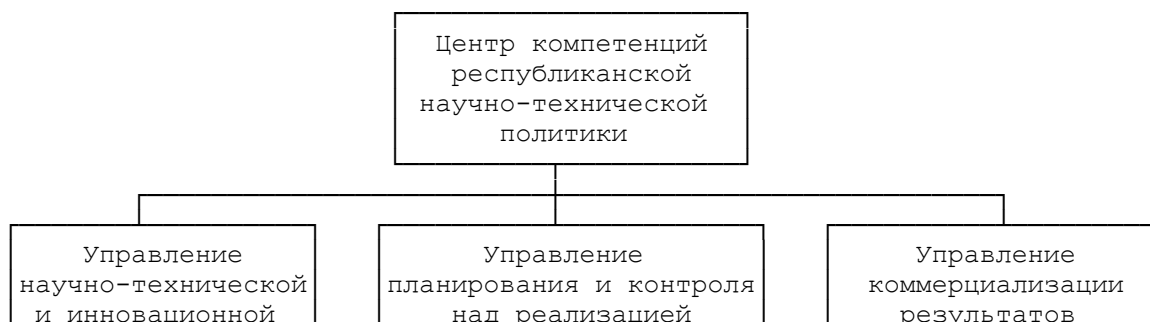 Центр компетенций
республиканской
научно-технической
политики
Управление
научно-технической
и инновационной
Управление
планирования и контроля
над реализацией
Управление
коммерциализации
результатов